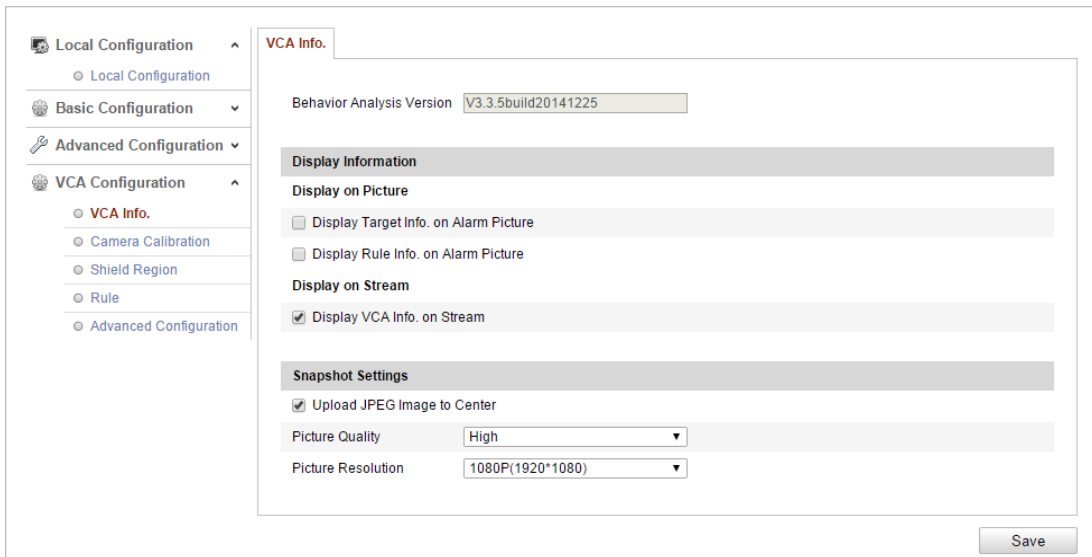 Local Configuration
Local Configuration
Basic Configuration
Advanced Configuration
VCA Configuration
VCA Info.
Camera Calibration
Shield Region
Rule
Advanced Configuration
VCA Info.
Behavior Analysis Version V3.3.5build20141225
Display Information
Display on Picture
Display Target Info. on Alarm Picture
Display Rule Info. on Alarm Picture
Display on Stream
Display VCA Info. on Stream
Snapshot Settings
Upload JPEG Image to Center
Picture Quality High
Picture Resolution 1080P(1920*1080)
Save